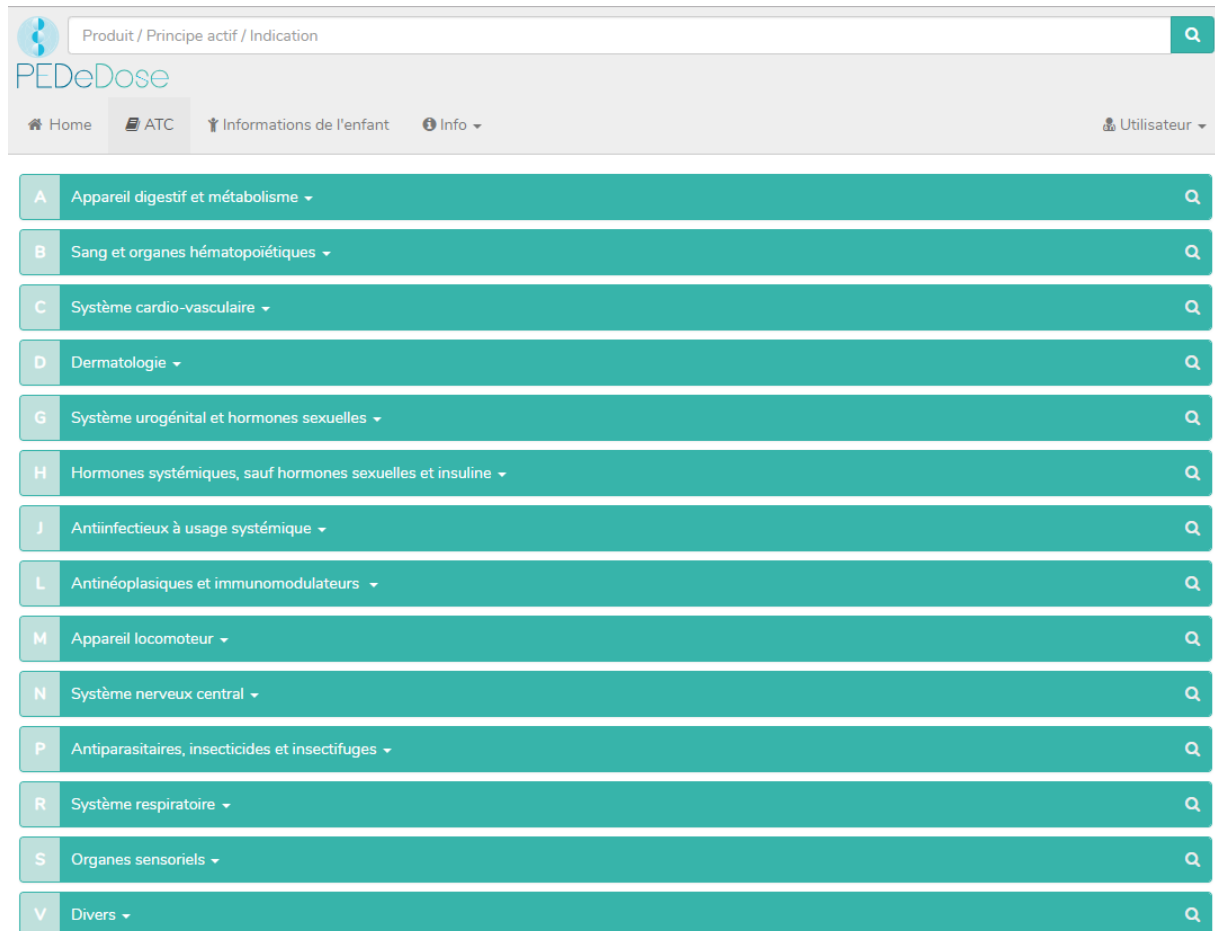 Produit / Principe actif / Indication
PEDeDose
Home ATC Informations de l'enfant Info Utilisateur
A Appareil digestif et métabolisme
B Sang et organes hématopoïétiques
C Système cardio-vasculaire
D Dermatologie
G Système urogénital et hormones sexuelles
H Hormones systémiques, sauf hormones sexuelles et insuline
J Antiinfectieux à usage systémique
L Antinéoplasiques et immunomodulateurs
M Appareil locomoteur
N Système nerveux central
P Antiparasitaires, insecticides et insectifuges
R Système respiratoire
S Organes sensoriels
V Divers